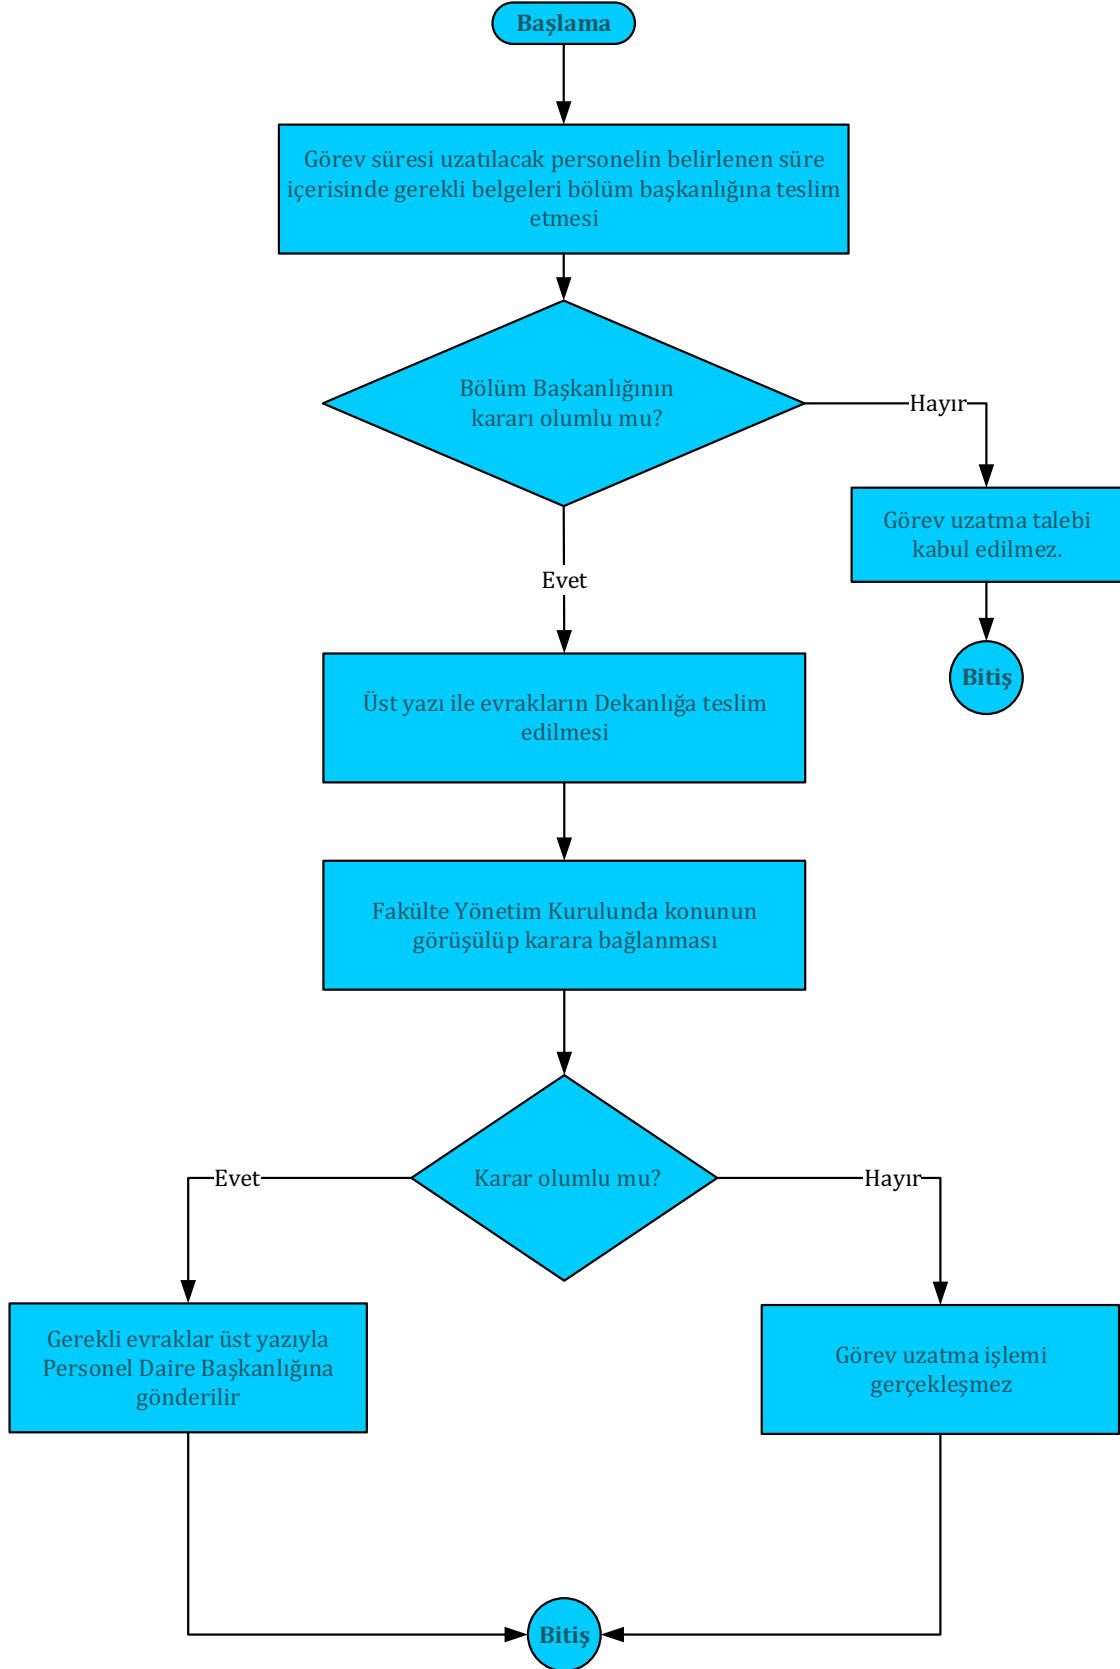 Başlama
Görev süresi uzatılacak personelin belirlenen süre
içerisinde gerekli belgeleri bölüm başkanlığına teslim
etmesi
Bölüm Başkanlığının
kararı olumlu mu?
Hayır
Görev uzatma talebi
kabul edilmez.
Evet
Bitiş
Üst yazı ile evrakların Dekanlığa teslim
edilmesi
Fakülte Yönetim Kurulunda konunun
görüşülüp karara bağlanması
Karar olumlu mu?
Evet
Hayır
Gerekli evraklar üst yazıyla
Personel Daire Başkanlığına
gönderilir
Görev uzatma işlemi
gerçekleşmez
Bitiş